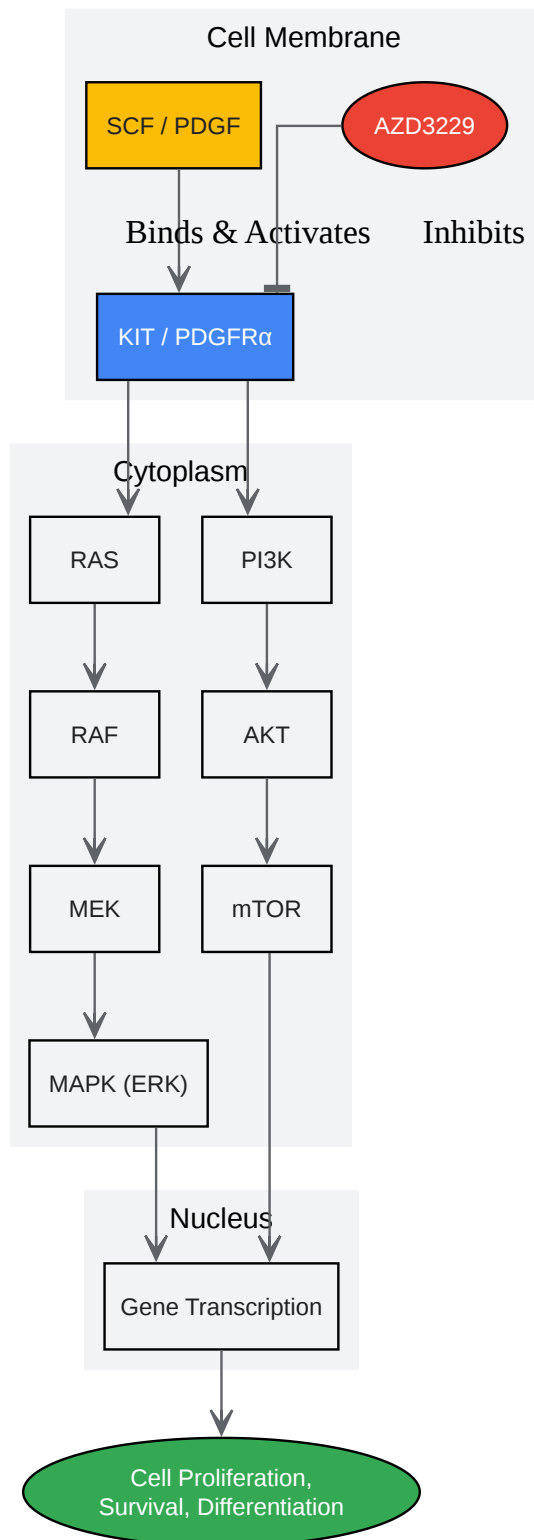 Cell Membrane
SCF / PDGF
AZD3229
Binds & Activates
Inhibits
KIT / PDGFRα
Cytoplasm
RAS
PI3K
RAF
AKT
MEK
mTOR
MAPK (ERK)
Nucleus
Gene Transcription
Cell Proliferation,
Survival, Differentiation